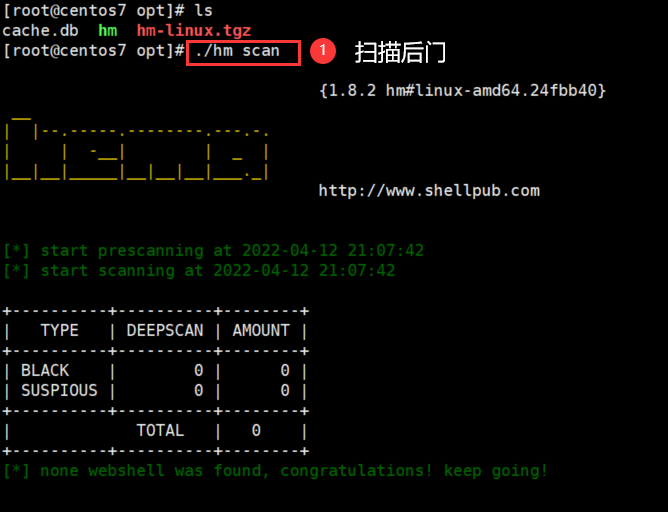 [root@centos7 opt]# ls
cache.db  hm  hm-linux.tgz
[root@centos7 opt]# ./hm scan 1 扫描后门
{1.8.2 hm#linux-amd64.24fbb40}
http://www.shellpub.com
[*] start prescanning at 2022-04-12 21:07:42
[*] start scanning at 2022-04-12 21:07:42
+----------+----------+--------+
|   TYPE   | DEEPSCAN | AMOUNT |
+----------+----------+--------+
| BLACK    |        0 |      0 |
| SUSPIOUS |        0 |      0 |
+----------+----------+--------+
|             TOTAL   |   0    |
+----------+----------+--------+
[*] none webshell was found, congratulations! keep going!